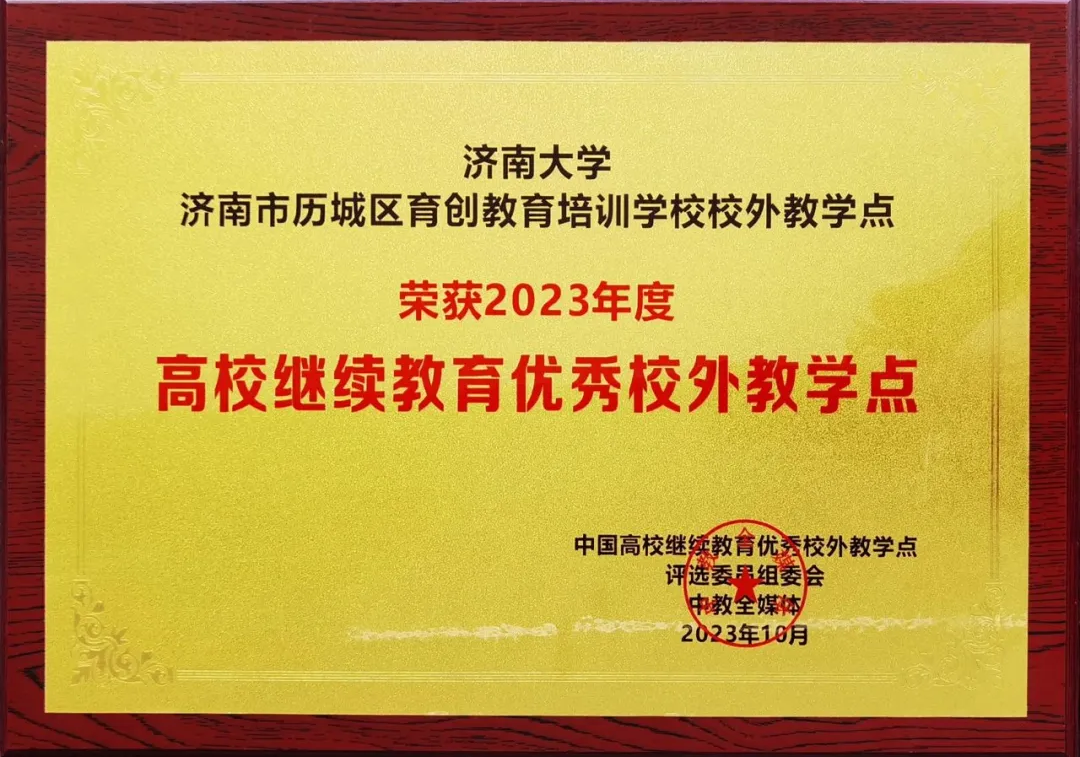 济南大学
济南市历城区育创教育培训学校校外教学点
荣获2023年度
高校继续教育优秀校外教学点
中国高校继续教育优秀校外教学点
评选委员组委会
中教全媒体
2023年10月